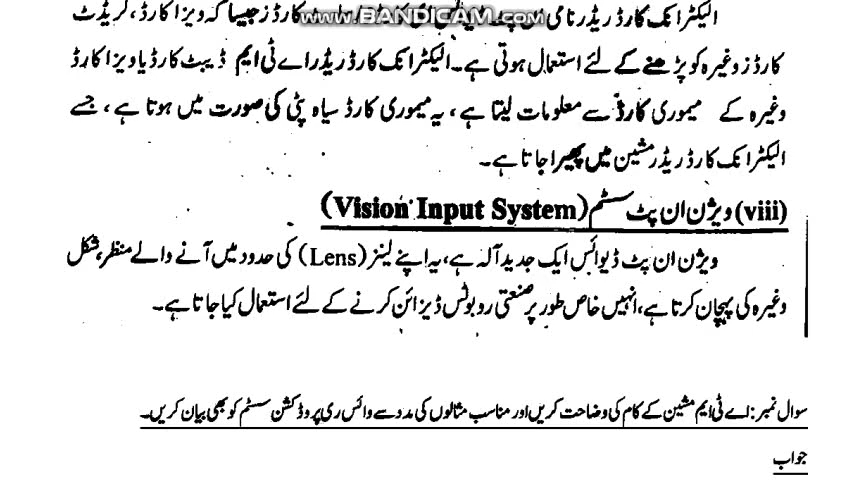 www.BANDICAM.com
الیکٹرانک کارڈ ریڈر نامی ان پٹ ڈیوائس کارڈز جیسا کہ ویزا کارڈ، کریڈٹ
کارڈز وغیرہ کو پڑھنے کے لئے استعمال ہوتی ہے۔ الیکٹرانک کارڈ ریڈر اے ٹی ایم ڈیبٹ کارڈ یا ویزا کارڈ
وغیرہ کے میموری کارڈ سے معلومات لیتا ہے، یہ میموری کارڈ سیاہ پٹی کی صورت میں ہوتا ہے، جسے
الیکٹرانک کارڈ ریڈر مشین میں پھیرا جاتا ہے۔
(viii) ویژن ان پٹ سسٹم (Vision Input System)
ویژن ان پٹ ڈیوائس ایک جدید آلہ ہے، یہ اپنے لینز (Lens) کی حدود میں آنے والے منظر، شکل
وغیرہ کی پہچان کرتا ہے، انہیں خاص طور پر صنعتی روبوٹس ڈیزائن کرنے کے لئے استعمال کیا جاتا ہے۔
سوال نمبر: اے ٹی ایم مشین کے کام کی وضاحت کریں اور مناسب مثالوں کی مدد سے وائس ری پروڈکشن سسٹم کو بھی بیان کریں۔
جواب